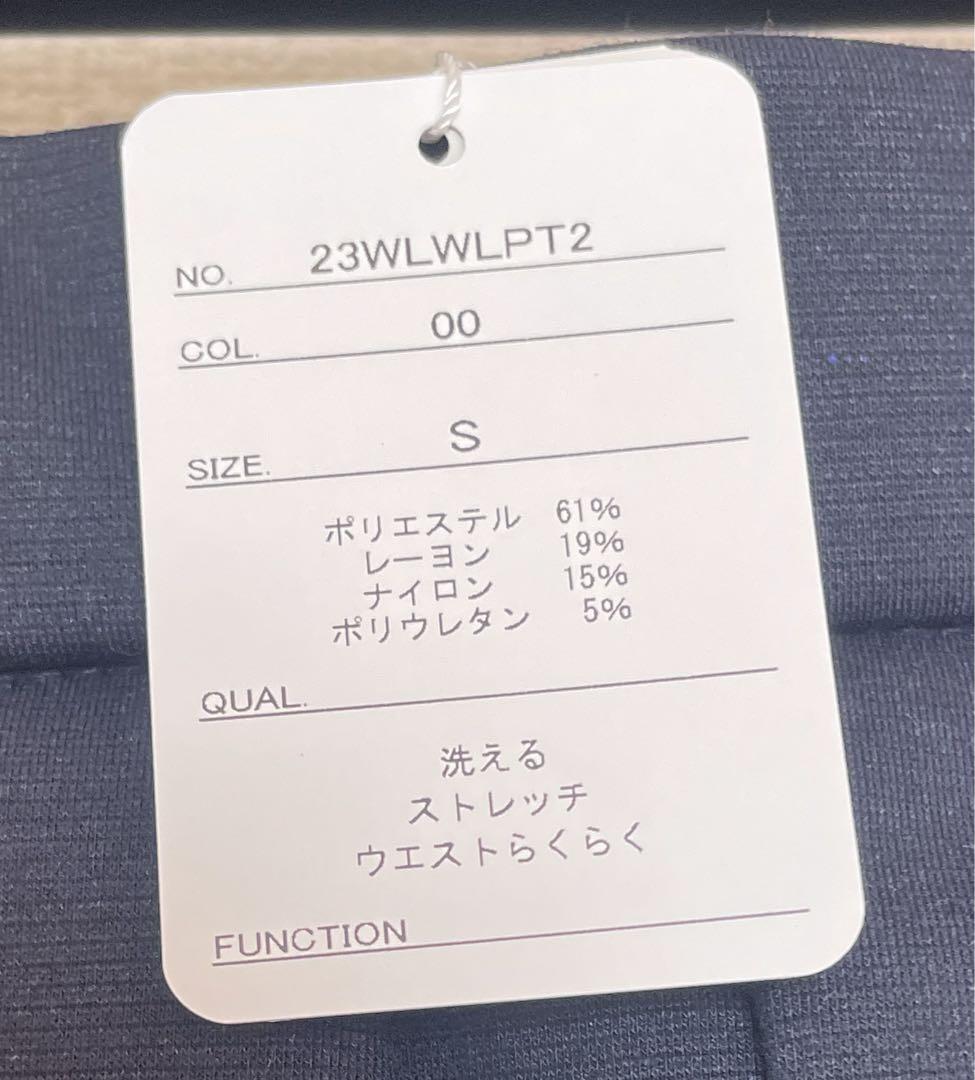 NO. 23WLWLPT2
COL. 00
SIZE. S
ポリエステル 61%
レーヨン 19%
ナイロン 15%
ポリウレタン 5%
QUAL.
洗える
ストレッチ
ウエストらくらく
FUNCTION